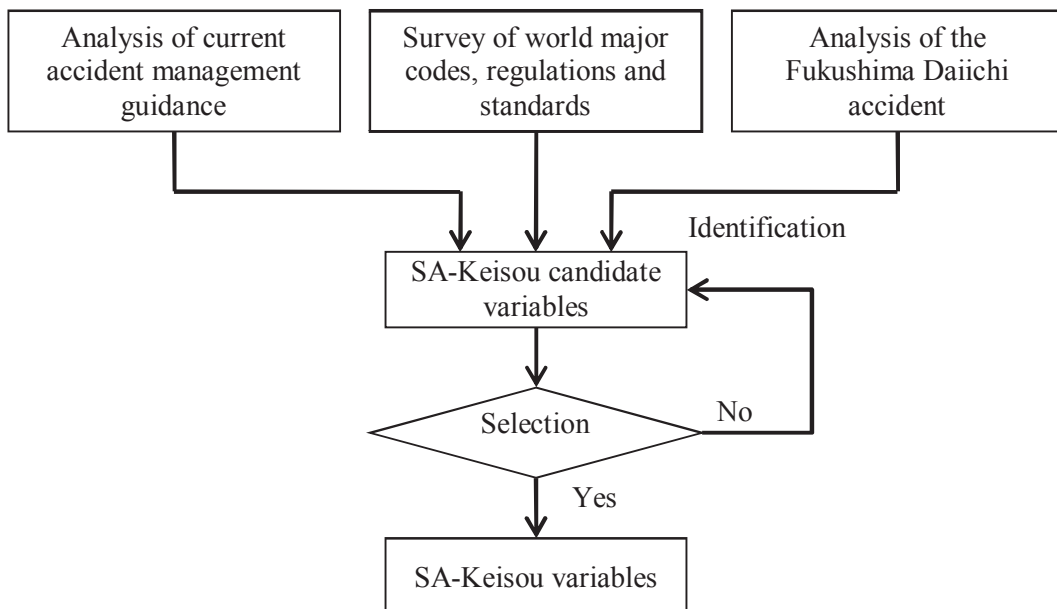 Analysis of current
accident management
guidance
Survey of world major
codes, regulations and
standards
Analysis of the
Fukushima Daiichi
accident
Identification
SA-Keisou candidate
variables
Selection
No
Yes
SA-Keisou variables